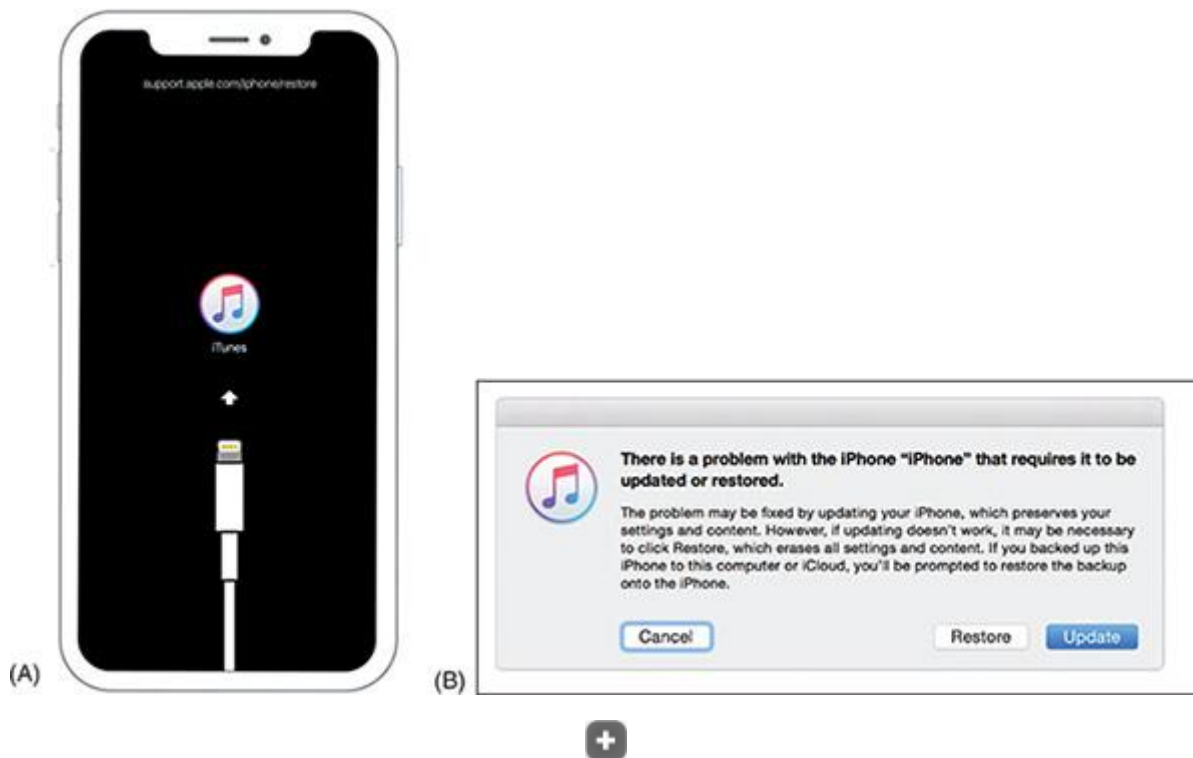 support.apple.com/iphone/restore
iTunes
(A)
There is a problem with the iPhone “iPhone” that requires it to be
updated or restored.
The problem may be fixed by updating your iPhone, which preserves your
settings and content. However, if updating doesn't work, it may be necessary
to click Restore, which erases all settings and content. If you backed up this
iPhone to this computer or iCloud, you'll be prompted to restore the backup
onto the iPhone.
Cancel Restore Update
(B)